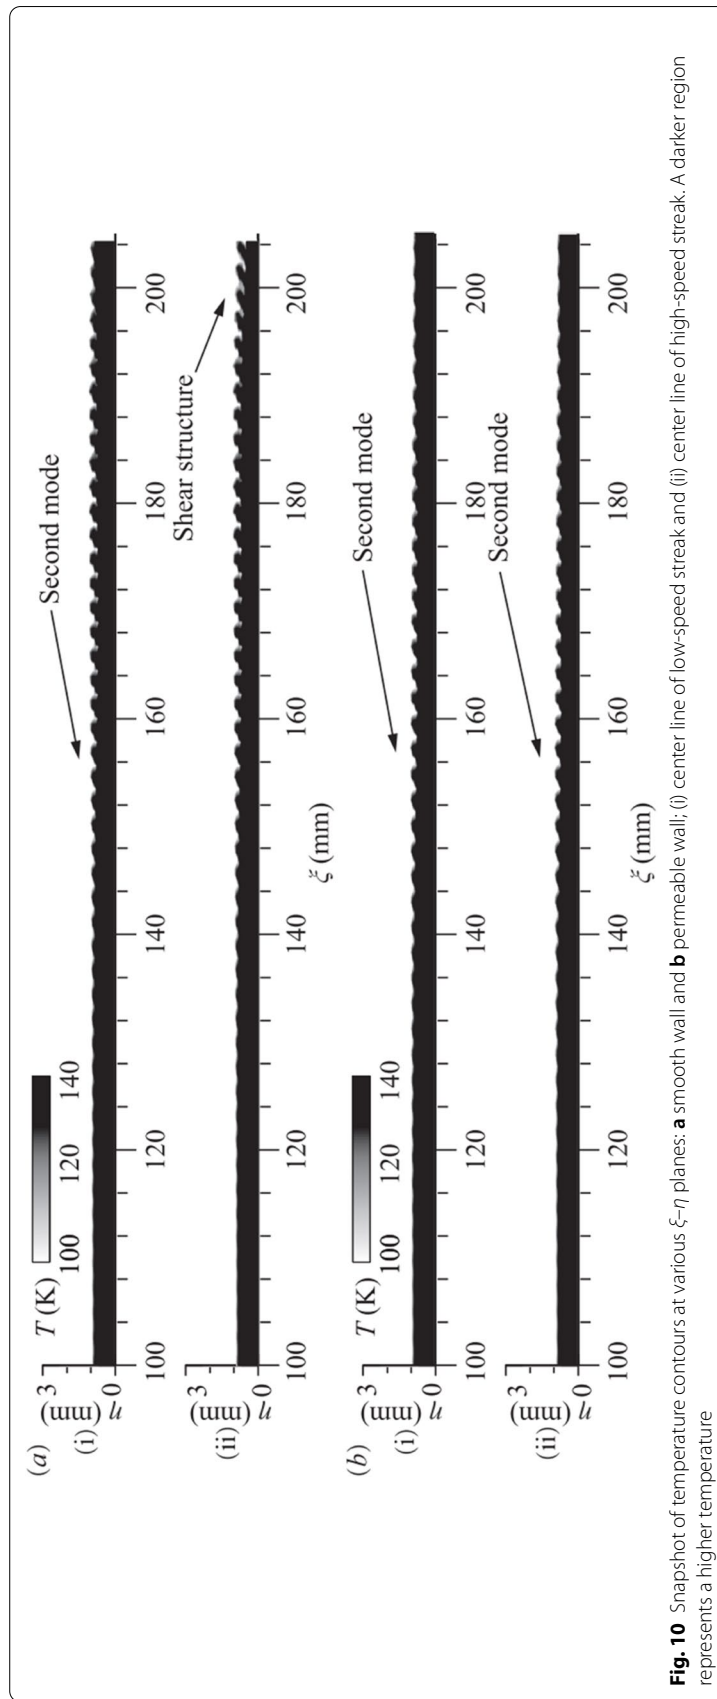 (a)
T (K)
100 120 140
Second mode
(i)
η (mm)
3
0
100 120 140 160 180 200
Shear structure
(ii)
η (mm)
3
0
100 120 140 160 180 200
ξ (mm)
(b)
T (K)
100 120 140
Second mode
(i)
η (mm)
3
0
100 120 140 160 180 200
Second mode
(ii)
η (mm)
3
0
100 120 140 160 180 200
ξ (mm)
Fig. 10 Snapshot of temperature contours at various ξ–η planes: a smooth wall and b permeable wall; (i) center line of low-speed streak and (ii) center line of high-speed streak. A darker region
represents a higher temperature